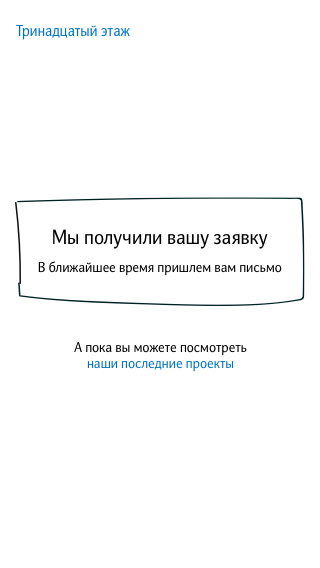 Тринадцатый этаж
Мы получили вашу заявку
В ближайшее время пришлем вам письмо
А пока вы можете посмотреть
наши последние проекты